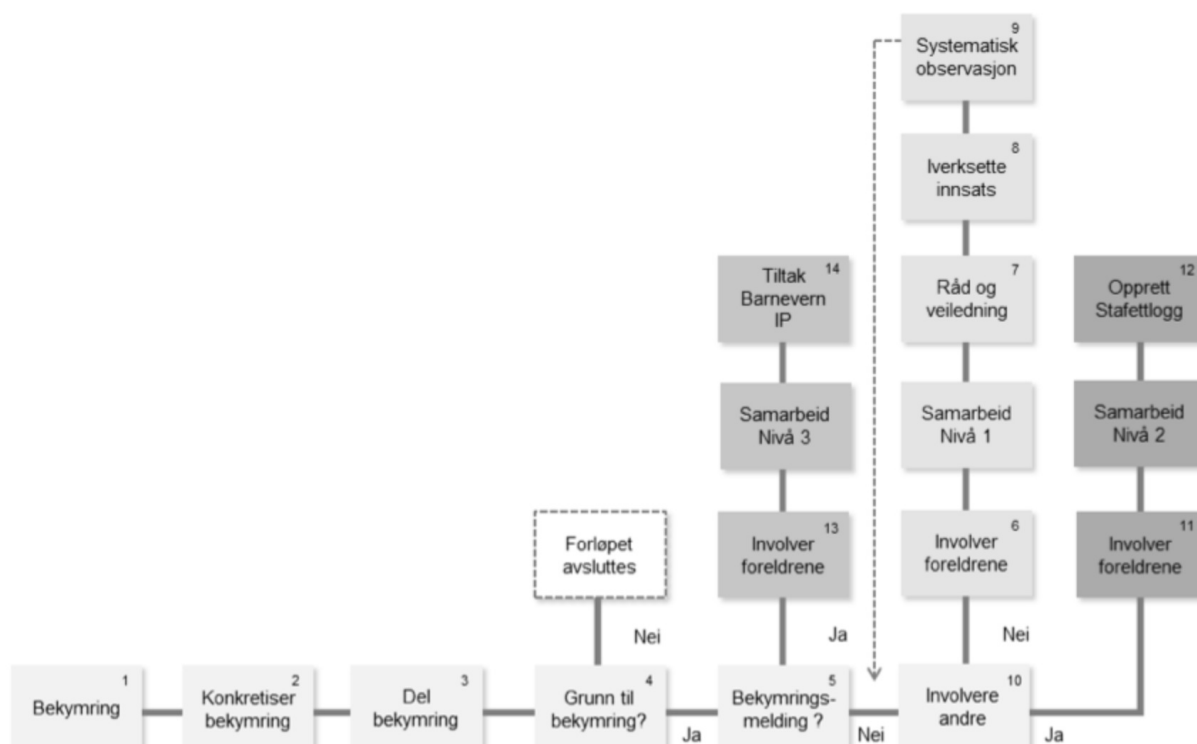 9
Systematisk
observasjon
8
Iverksette
innsats
Tiltak 14
Barnevern
IP
7
Råd og
veiledning
12
Opprett
Stafettlogg
Samarbeid
Nivå 3
Samarbeid
Nivå 1
Samarbeid
Nivå 2
Forløpet
avsluttes
13
Involver
foreldrene
6
Involver
foreldrene
11
Involver
foreldrene
Nei
Ja
Nei
1
Bekymring
2
Konkretiser
bekymring
3
Del
bekymring
4
Grunn til
bekymring?
Ja
5
Bekymrings-
melding ?
Nei
10
Involvere
andre
Ja